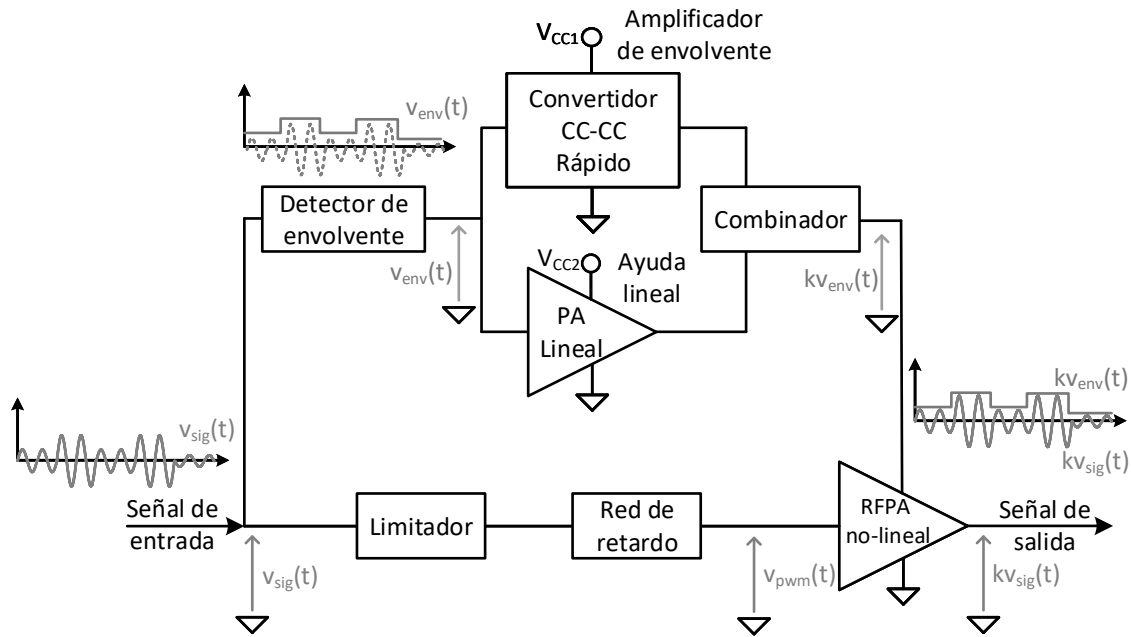 Amplificador
de envolvente
VCC1
Convertidor
CC-CC
Rápido
venv(t)
Detector de
envolvente
Combinador
venv(t)
VCC2
Ayuda
lineal
kvenv(t)
PA
Lineal
kvenv(t)
kvsig(t)
vsig(t)
Señal de
entrada
Limitador
Red de
retardo
RFPA
no-lineal
Señal de
salida
vsig(t)
vpwm(t)
kvsig(t)